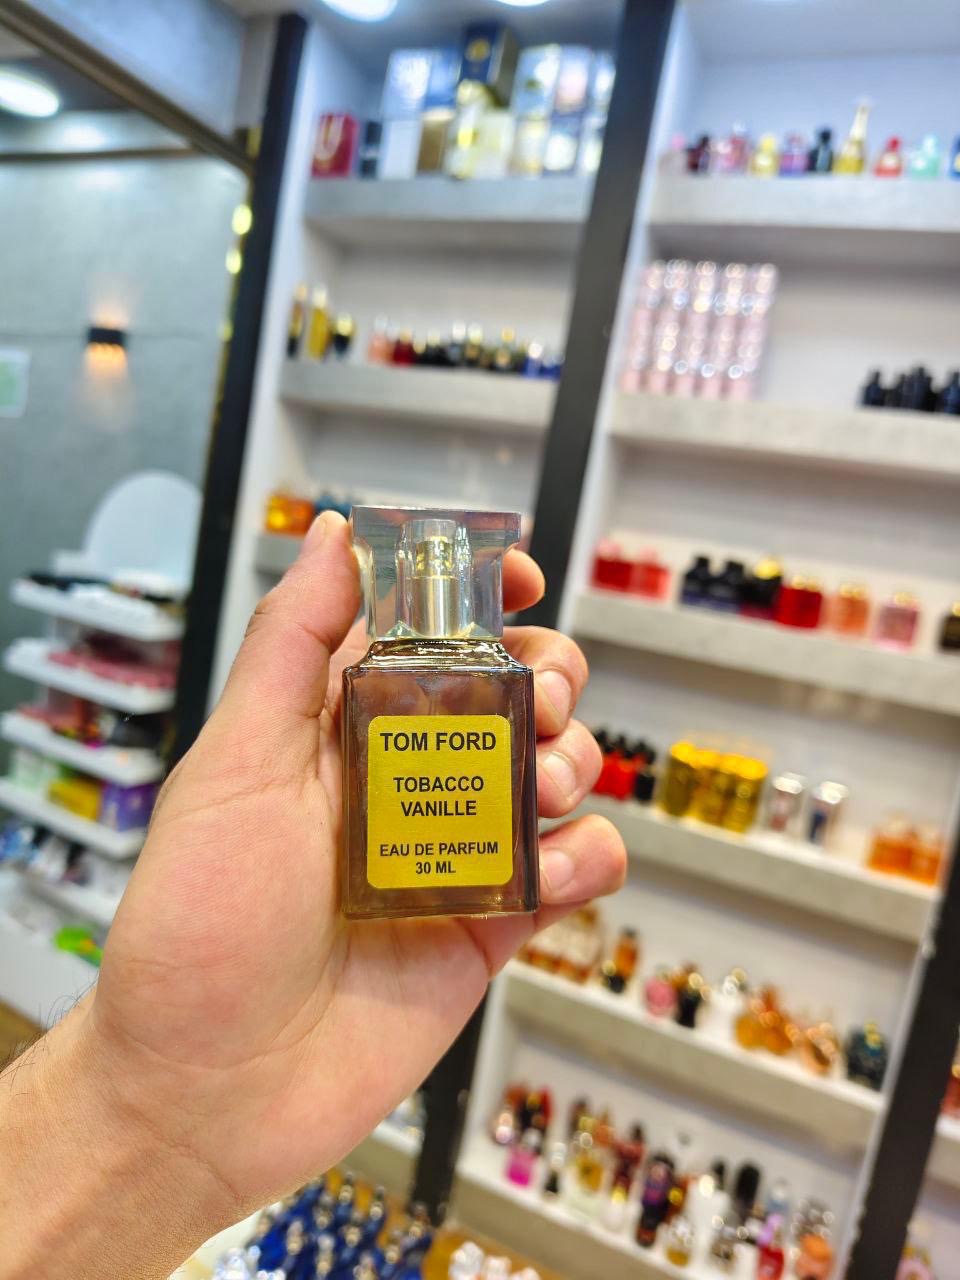 TOM FORD
TOBACCO
VANILLE
EAU DE PARFUM
30 ML